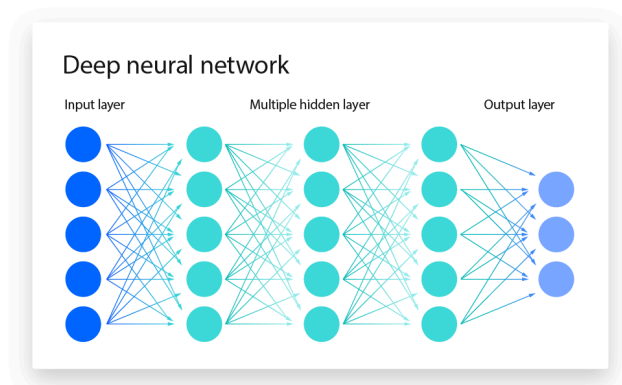 Deep neural network
Input layer
Multiple hidden layer
Output layer